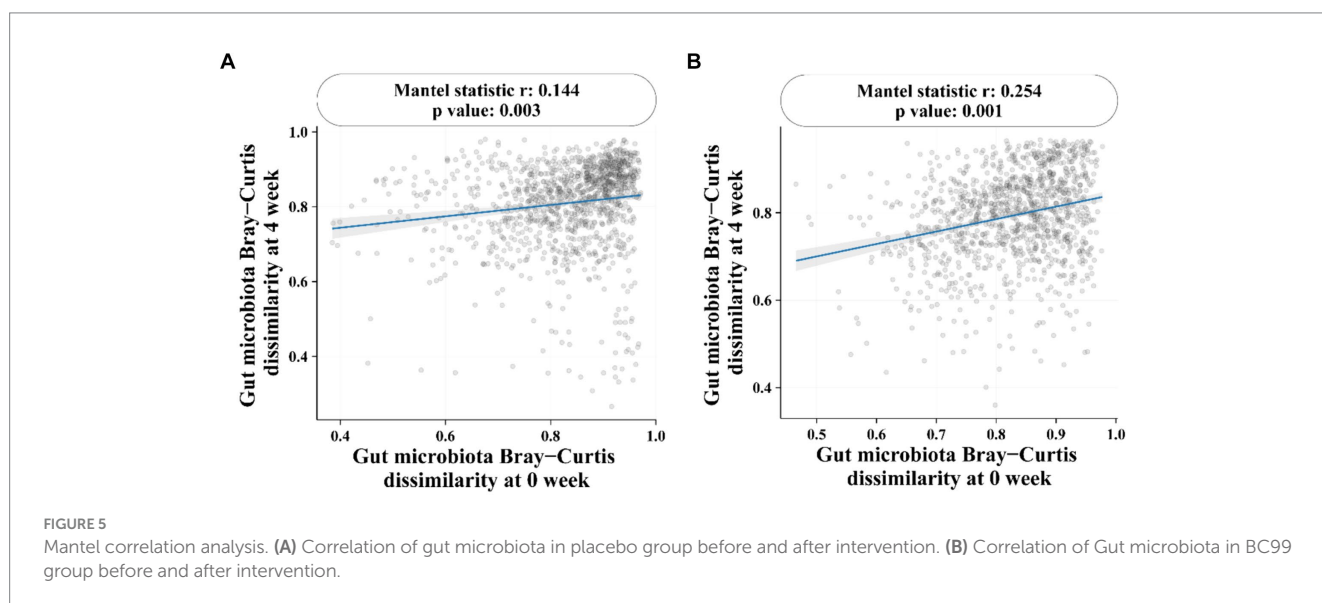 A
Mantel statistic r: 0.144
p value: 0.003
Gut microbiota Bray−Curtis
dissimilarity at 4 week
1.0
0.8
0.6
0.4
0.4 0.6 0.8 1.0
Gut microbiota Bray−Curtis
dissimilarity at 0 week
B
Mantel statistic r: 0.254
p value: 0.001
Gut microbiota Bray−Curtis
dissimilarity at 4 week
0.8
0.6
0.4
0.5 0.6 0.7 0.8 0.9 1.0
Gut microbiota Bray−Curtis
dissimilarity at 0 week
FIGURE 5
Mantel correlation analysis. (A) Correlation of gut microbiota in placebo group before and after intervention. (B) Correlation of Gut microbiota in BC99
group before and after intervention.